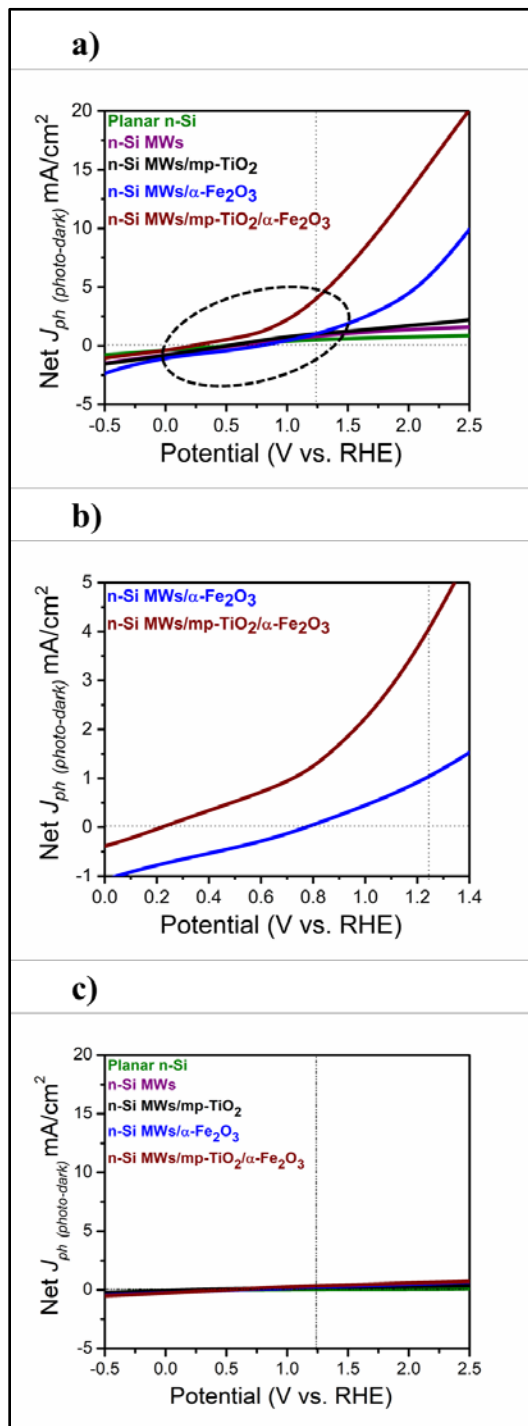 a)
20
15
10
5
0
-5
Net J_ph (photo-dark) mA/cm²
Planar n-Si
n-Si MWs
n-Si MWs/mp-TiO₂
n-Si MWs/α-Fe₂O₃
n-Si MWs/mp-TiO₂/α-Fe₂O₃
-0.5 0.0 0.5 1.0 1.5 2.0 2.5
Potential (V vs. RHE)
b)
5
4
3
2
1
0
-1
Net J_ph (photo-dark) mA/cm²
n-Si MWs/α-Fe₂O₃
n-Si MWs/mp-TiO₂/α-Fe₂O₃
0.0 0.2 0.4 0.6 0.8 1.0 1.2 1.4
Potential (V vs. RHE)
c)
20
15
10
5
0
-5
Net J_ph (photo-dark) mA/cm²
Planar n-Si
n-Si MWs
n-Si MWs/mp-TiO₂
n-Si MWs/α-Fe₂O₃
n-Si MWs/mp-TiO₂/α-Fe₂O₃
-0.5 0.0 0.5 1.0 1.5 2.0 2.5
Potential (V vs. RHE)